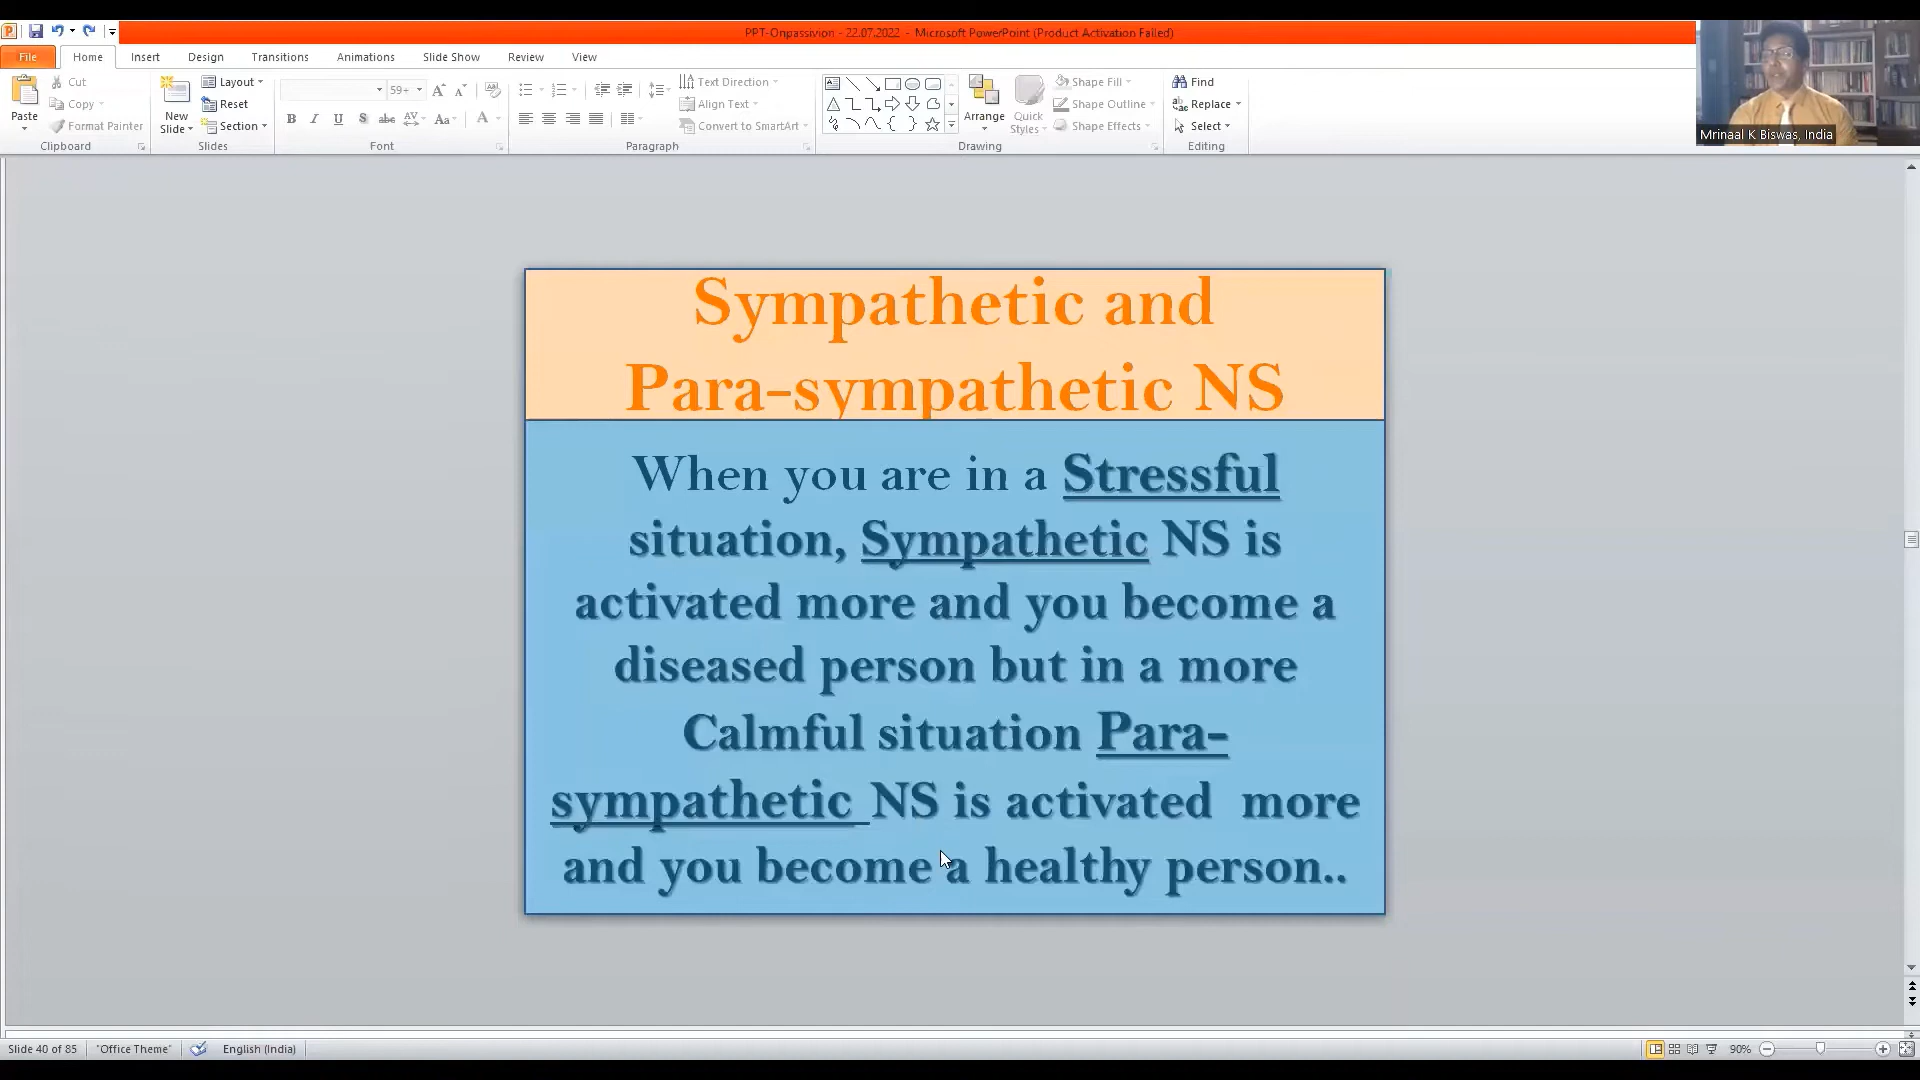 PPT-Onpassivion - 22.07.2022 - Microsoft PowerPoint (Product Activation Failed)
File Home Insert Design Transitions Animations Slide Show Review View
Mrinaal K Biswas, India
Paste
Cut
Copy
Format Painter
Clipboard
New Slide
Layout
Reset
Section
Slides
59+
B I U S abc AV Aa A
Font
Text Direction
Align Text
Convert to SmartArt
Paragraph
Arrange
Quick Styles
Shape Fill
Shape Outline
Shape Effects
Drawing
Find
Replace
Select
Editing
Sympathetic and
Para-sympathetic NS
When you are in a Stressful
situation, Sympathetic NS is
activated more and you become a
diseased person but in a more
Calmful situation Para-
sympathetic NS is activated more
and you become a healthy person..
Slide 40 of 85 "Office Theme" English (India) 90%